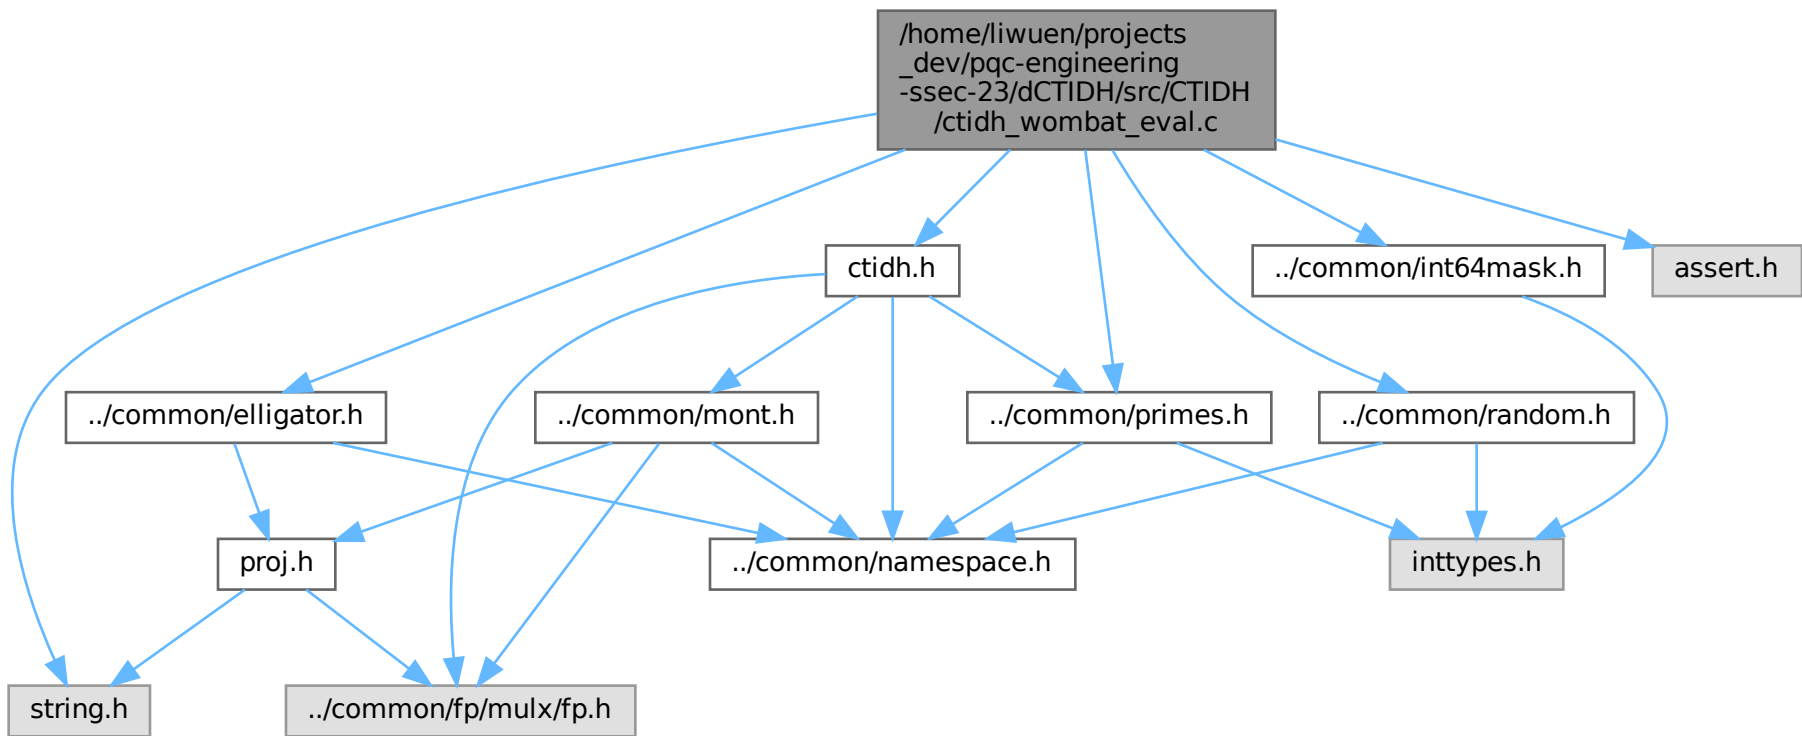 /home/liwuen/projects
_dev/pqc-engineering
-ssec-23/dCTIDH/src/CTIDH
/ctidh_wombat_eval.c
ctidh.h
../common/int64mask.h
assert.h
../common/elligator.h
../common/mont.h
../common/primes.h
../common/random.h
proj.h
../common/namespace.h
inttypes.h
string.h
../common/fp/mulx/fp.h